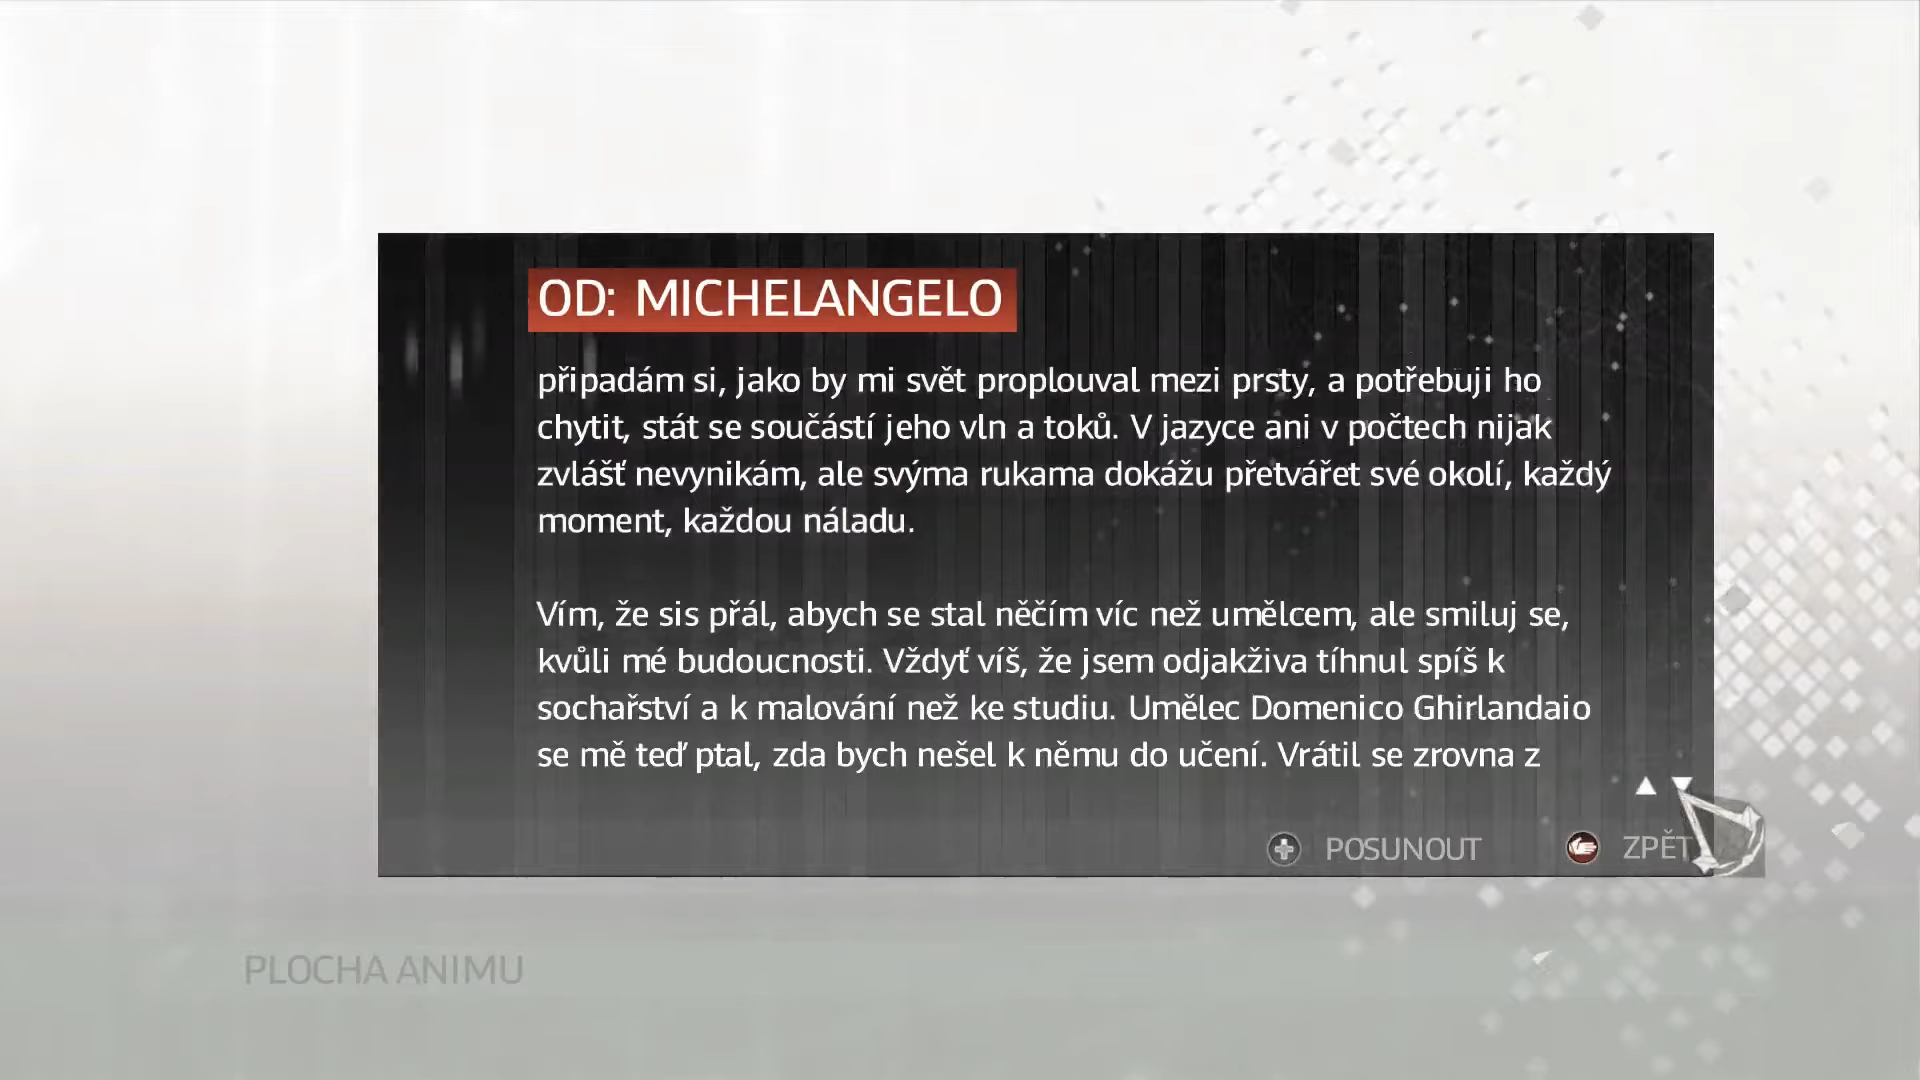 OD: MICHELANGELO
připadám si, jako by mi svět proplouval mezi prsty, a potřebuji ho
chytit, stát se součástí jeho vln a toků. V jazyce ani v počtech nijak
zvlášť nevynikám, ale svýma rukama dokážu přetvářet své okolí, každý
moment, každou náladu.
Vím, že sis přál, abych se stal něčím víc než umělcem, ale smiluj se,
kvůli mé budoucnosti. Vždyť víš, že jsem odjakživa tíhnul spíš k
sochařství a k malování než ke studiu. Umělec Domenico Ghirlandaio
se mě teď ptal, zda bych nešel k němu do učení. Vrátil se zrovna z
POSUNOUT ZPĚT
PLOCHA ANIMU